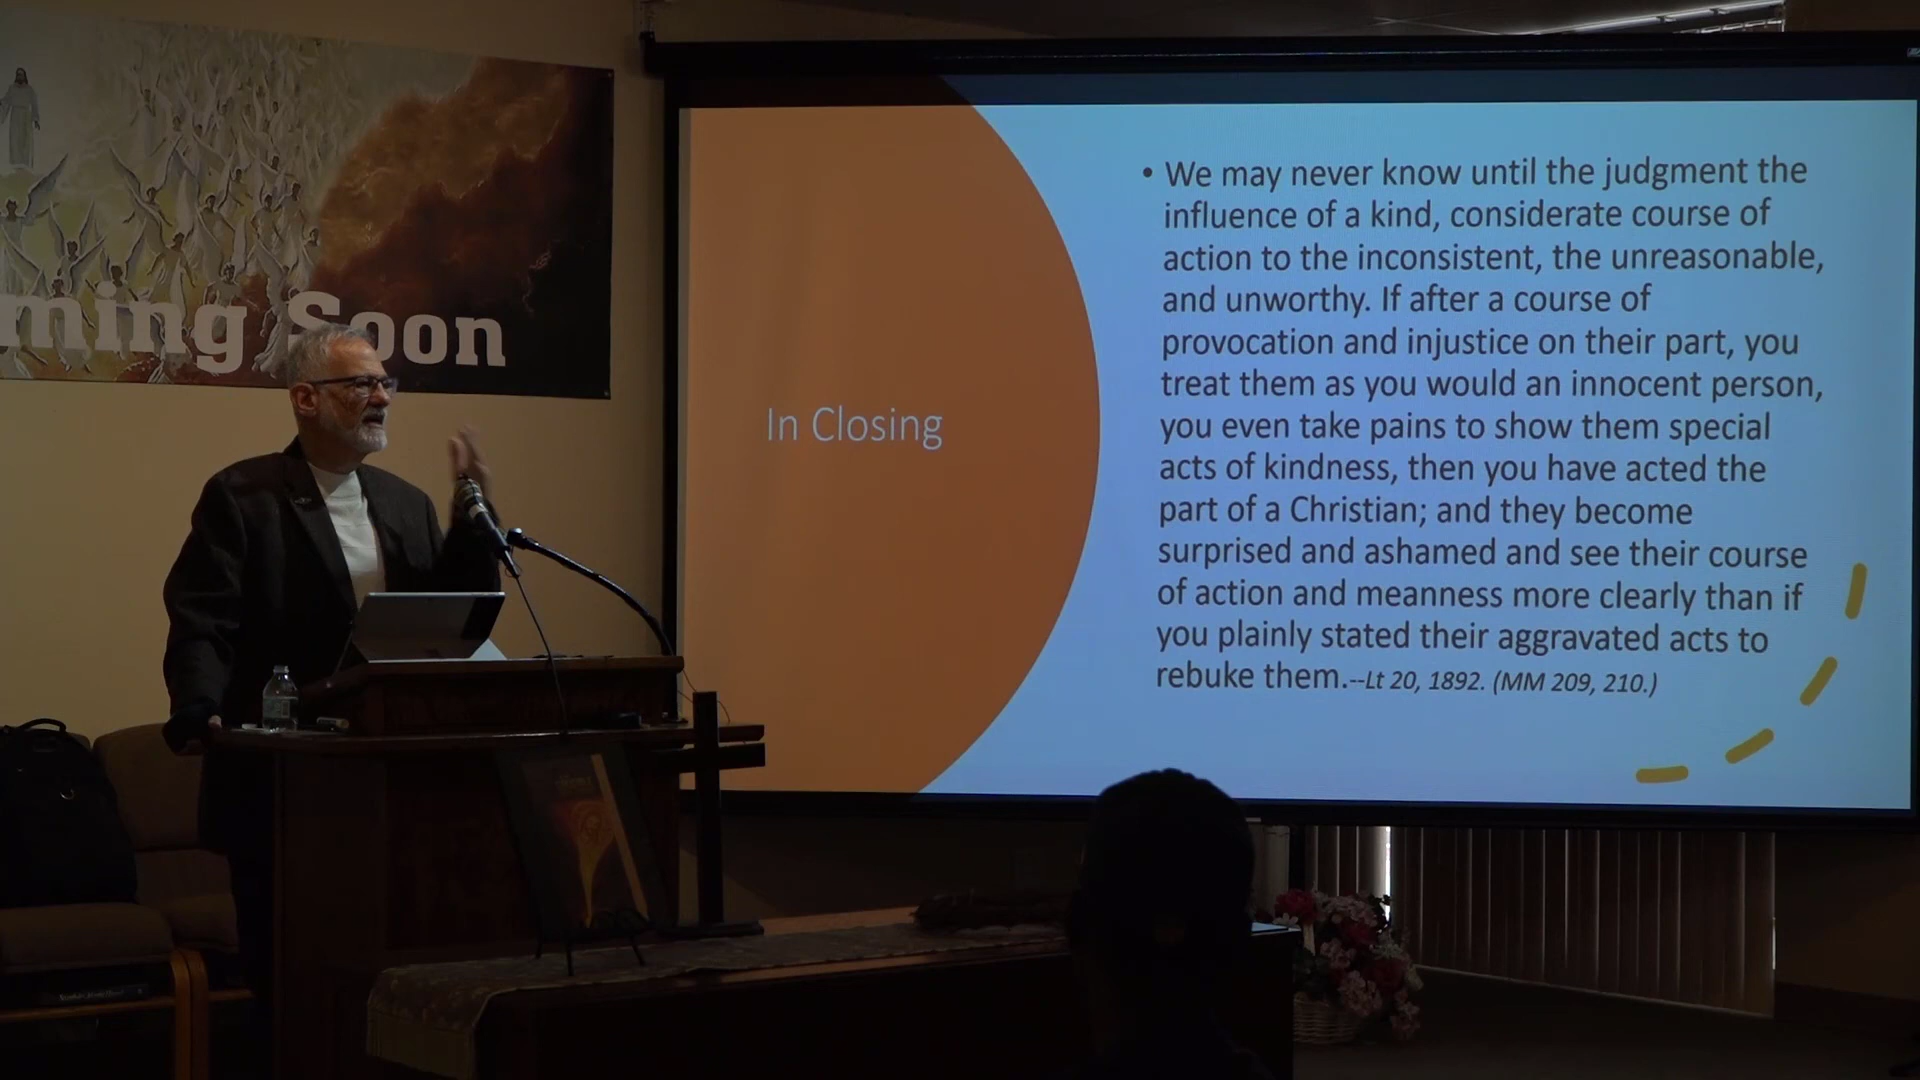 ming Soon
In Closing
• We may never know until the judgment the
influence of a kind, considerate course of
action to the inconsistent, the unreasonable,
and unworthy. If after a course of
provocation and injustice on their part, you
treat them as you would an innocent person,
you even take pains to show them special
acts of kindness, then you have acted the
part of a Christian; and they become
surprised and ashamed and see their course
of action and meanness more clearly than if
you plainly stated their aggravated acts to
rebuke them.--Lt 20, 1892. (MM 209, 210.)